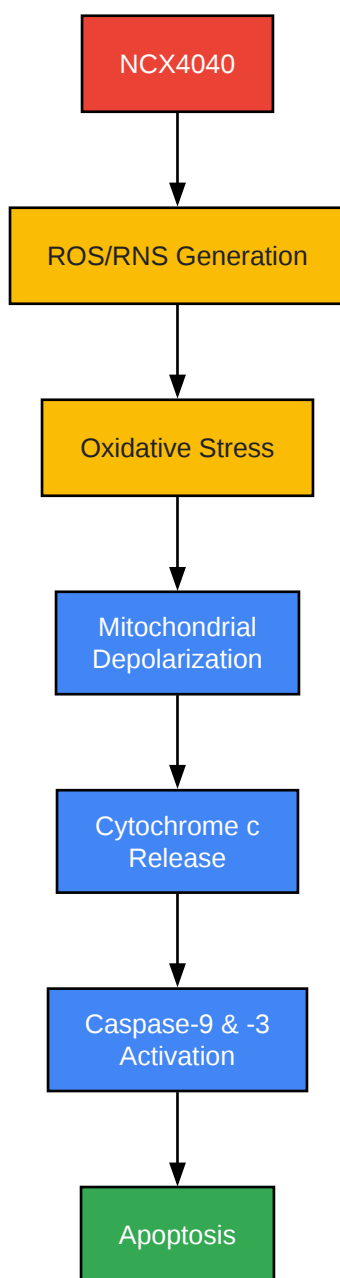 NCX4040
ROS/RNS Generation
Oxidative Stress
Mitochondrial
Depolarization
Cytochrome c
Release
Caspase-9 & -3
Activation
Apoptosis